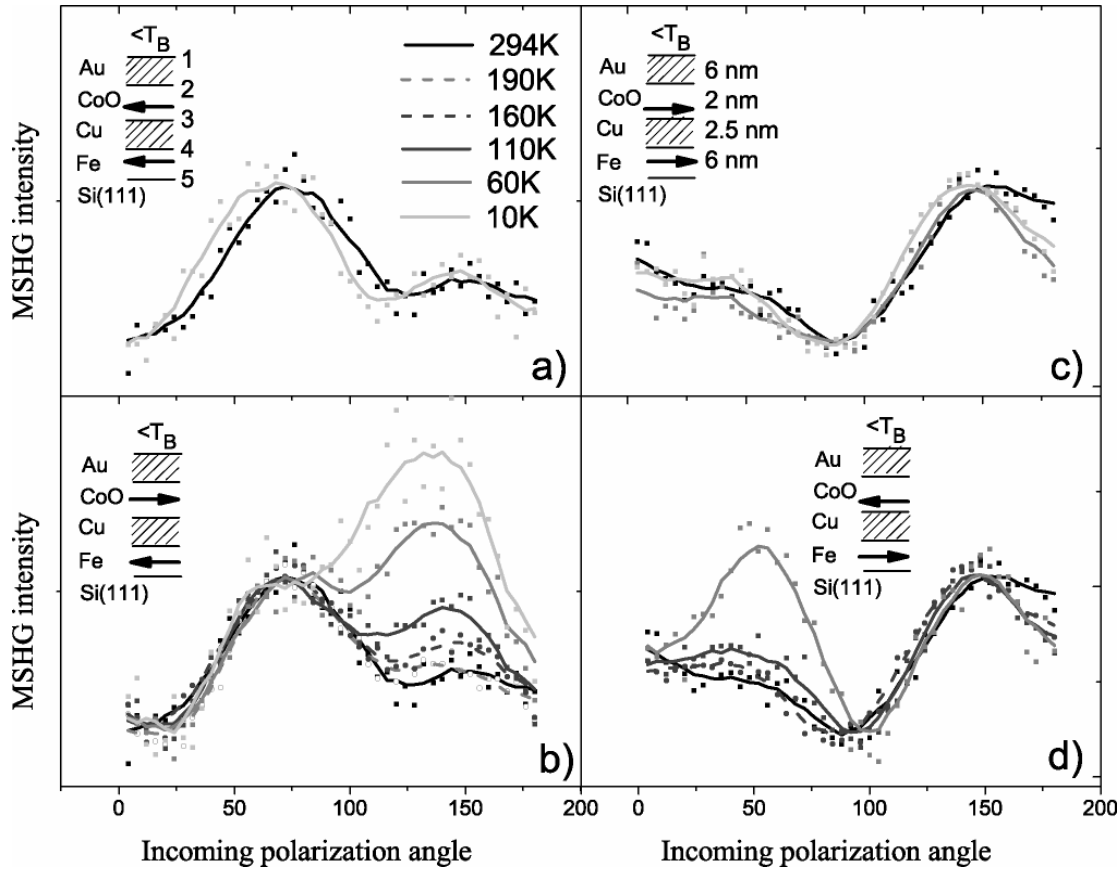 <T_B
Au
CoO
Cu
Fe
Si(111)
1
2
3
4
5
294K
190K
160K
110K
60K
10K
a)
MSHG intensity
<T_B
Au
CoO
Cu
Fe
Si(111)
6 nm
2 nm
2.5 nm
6 nm
c)
<T_B
Au
CoO
Cu
Fe
Si(111)
b)
MSHG intensity
<T_B
Au
CoO
Cu
Fe
Si(111)
d)
0 50 100 150 200
0 50 100 150 200
Incoming polarization angle
Incoming polarization angle